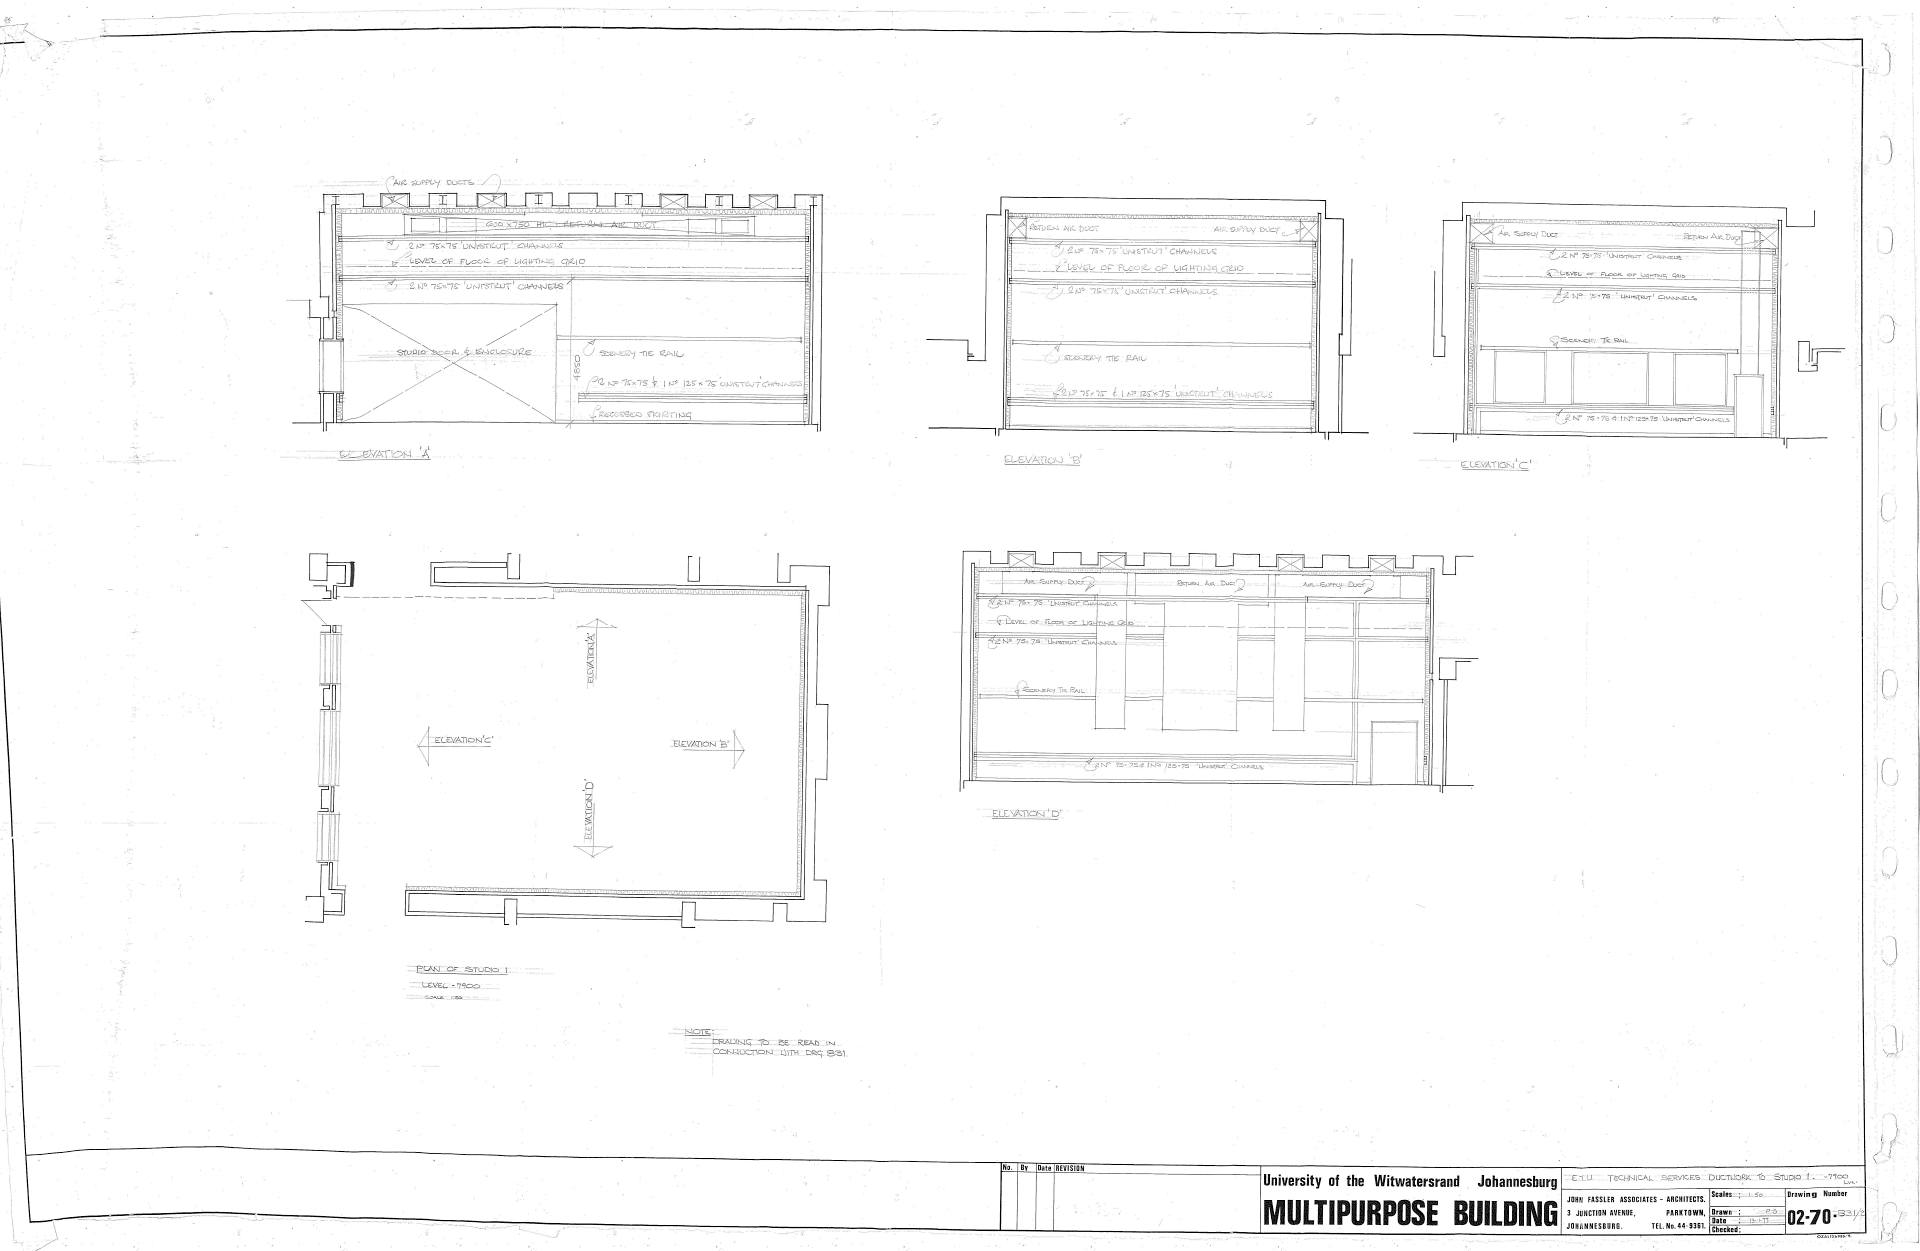 AIR SUPPLY DUCTS
RETURN AIR DUCT
2 Nº 75×75 'UNISTRUT' CHANNELS
LEVEL OF FLOOR OF LIGHTING GRID
2 Nº 75×75 'UNISTRUT' CHANNELS
STUDIO DOOR & ENCLOSURE
SCENERY TIE RAIL
4850
2 Nº 75×75 & 1 Nº 125×75 'UNISTRUT' CHANNELS
RECESSED SKIRTING
ELEVATION 'A'
RETURN AIR DUCT
AIR SUPPLY DUCT
2 Nº 75×75 'UNISTRUT' CHANNELS
LEVEL OF FLOOR OF LIGHTING GRID
2 Nº 75×75 'UNISTRUT' CHANNELS
SCENERY TIE RAIL
2 Nº 75×75 & 1 Nº 125×75 'UNISTRUT' CHANNELS
ELEVATION 'B'
AIR SUPPLY DUCT
RETURN AIR DUCT
2 Nº 75×75 'UNISTRUT' CHANNELS
LEVEL OF FLOOR OF LIGHTING GRID
2 Nº 75×75 'UNISTRUT' CHANNELS
SCENERY TIE RAIL
2 Nº 75×75 & 1 Nº 125×75 'UNISTRUT' CHANNELS
ELEVATION 'C'
ELEVATION 'A'
ELEVATION 'C'
ELEVATION 'B'
ELEVATION 'D'
PLAN OF STUDIO 1
LEVEL -7900
SCALE 1:50
AIR SUPPLY DUCT
RETURN AIR DUCT
AIR SUPPLY DUCT
2 Nº 75×75 'UNISTRUT' CHANNELS
LEVEL OF FLOOR OF LIGHTING GRID
2 Nº 75×75 'UNISTRUT' CHANNELS
SCENERY TIE RAIL
2 Nº 75×75 & 1 Nº 125×75 'UNISTRUT' CHANNELS
ELEVATION 'D'
NOTE:
DRAWING TO BE READ IN
CONJUCTION WITH DRG B31
No. By Date REVISION
University of the Witwatersrand Johannesburg
MULTIPURPOSE BUILDING
TECHNICAL SERVICES DUCTWORK TO STUDIO 1. -7900
JOHN FASSLER ASSOCIATES - ARCHITECTS.
3 JUNCTION AVENUE, PARKTOWN,
JOHANNESBURG. TEL. No. 44-9361.
Scales : 1:50
Drawn :
Date :
Checked:
Drawing Number
02-70-